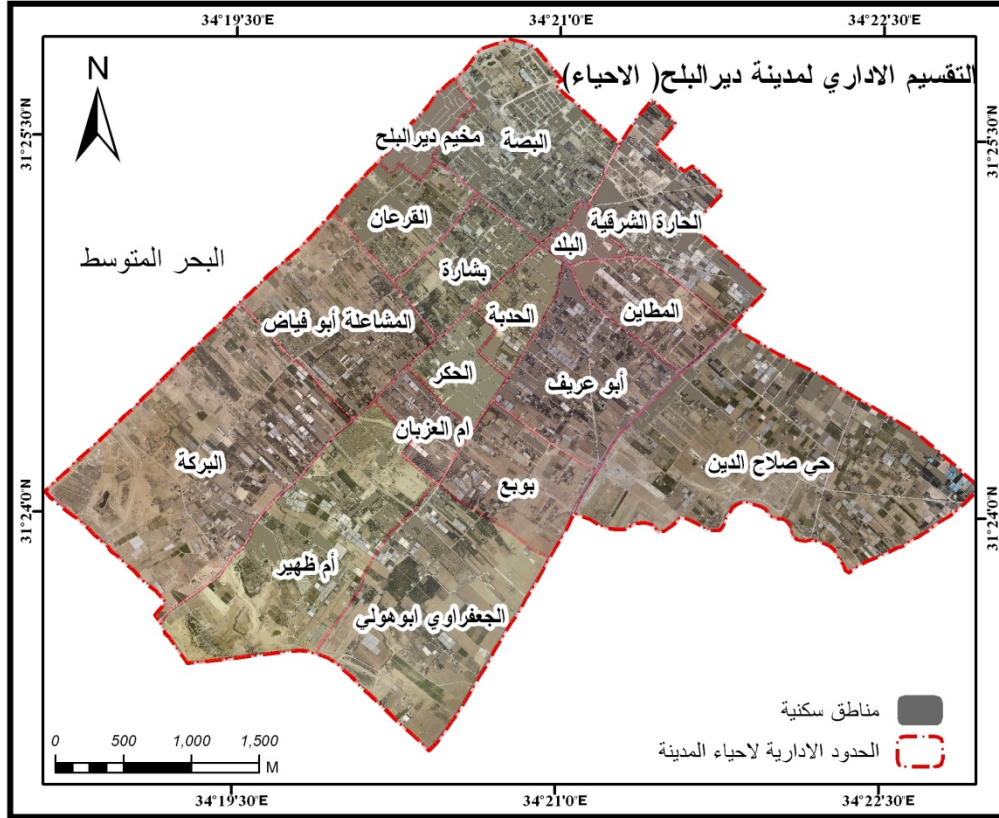 34°19'30"E
34°21'0"E
34°22'30"E
التقسيم الاداري لمدينة ديرالبلح( الاحياء)
N
31°25'30"N
31°25'30"N
البصة
مخيم ديرالبلح
القرعان
الحارة الشرقية
البلد
البحر المتوسط
بشارة
المطاين
الحدبة
المشاعلة أبو فياض
الحكر
أبو عريف
ام العزبان
حي صلاح الدين
البركة
بوبع
31°24'0"N
31°24'0"N
أم ظهير
الجعفراوي ابوهولي
مناطق سكنية
الحدود الادارية لاحياء المدينة
0 500 1,000 1,500
M
34°19'30"E
34°21'0"E
34°22'30"E